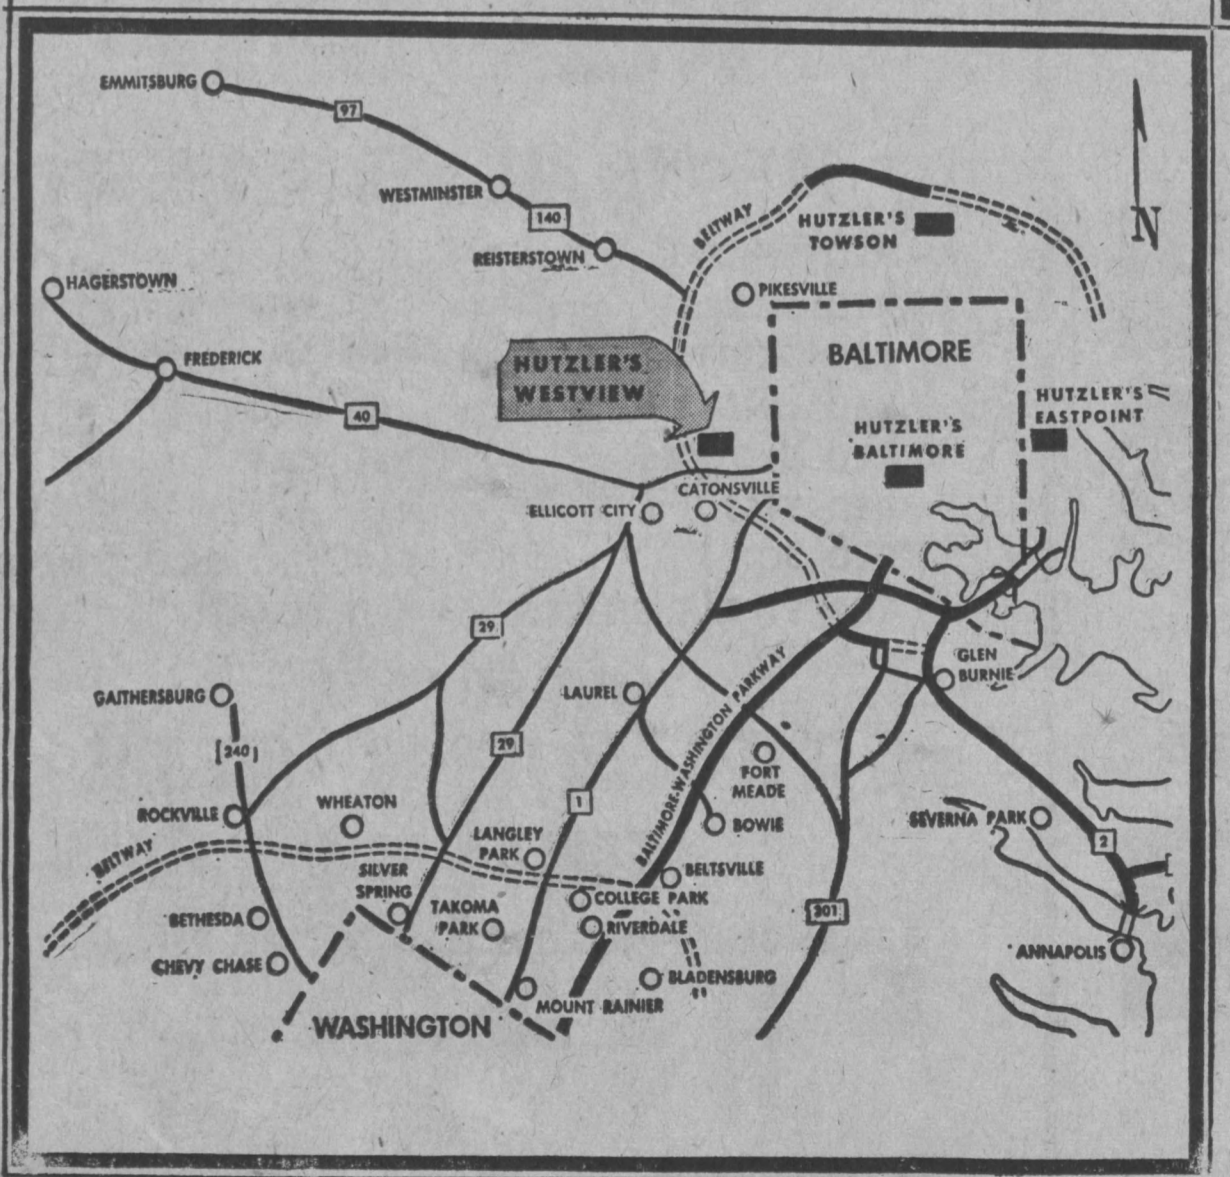 EMMITSBURG
97
WESTMINSTER
140
REISTERSTOWN
BELTWAY
HUTZLER'S
TOWSON
N
HAGERSTOWN
PIKESVILLE
FREDERICK
HUTZLER'S
WESTVIEW
BALTIMORE
40
HUTZLER'S
EASTPOINT
HUTZLER'S
BALTIMORE
CATONSVILLE
ELLICOTT CITY
29
GLEN
BURNIE
GAITHERSBURG
LAUREL
BALTIMORE-WASHINGTON PARKWAY
240
29
FORT
MEADE
ROCKVILLE
WHEATON
1
BOWIE
SEVERNA PARK
LANGLEY
PARK
2
BELTWAY
SILVER
SPRING
BELTSVILLE
COLLEGE PARK
BETHESDA
TAKOMA
PARK
RIVERDALE
301
CHEVY CHASE
BLADENSBURG
ANNAPOLIS
MOUNT RAINIER
WASHINGTON